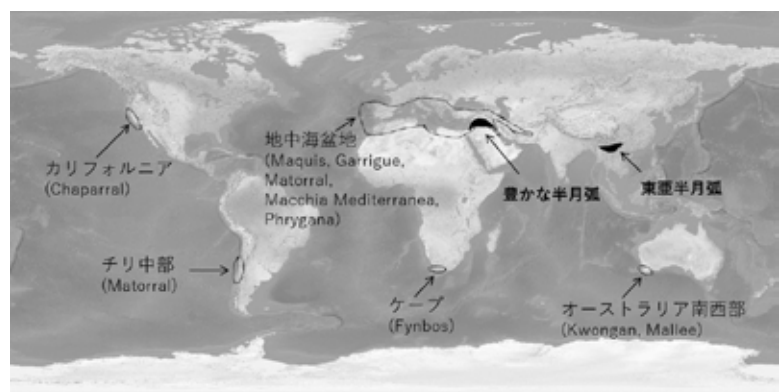 地中海盆地
(Maquis, Garrigue,
Matorral,
Macchia Mediterranea,
Phrygana)
カリフォルニア
(Chaparral)
豊かな半月弧
東亜半月弧
チリ中部
(Matorral)
ケープ
(Fynbos)
オーストラリア南西部
(Kwongan, Mallee)